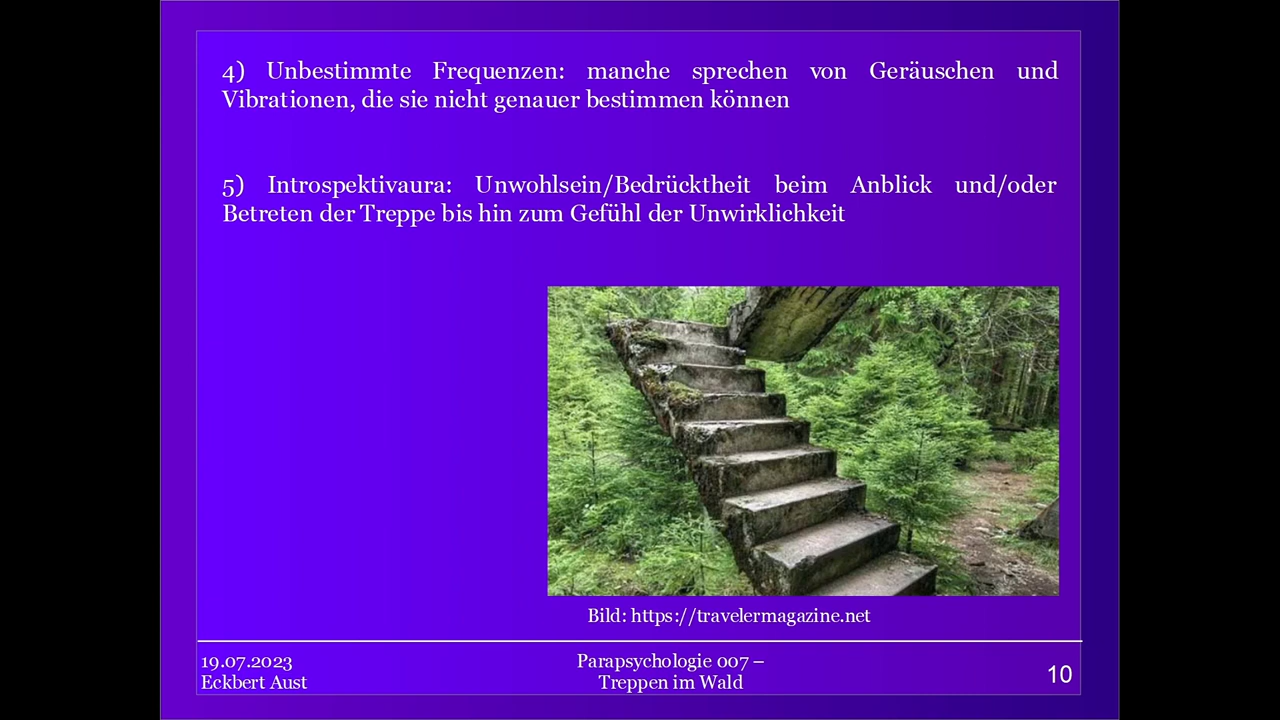 4) Unbestimmte Frequenzen: manche sprechen von Geräuschen und
Vibrationen, die sie nicht genauer bestimmen können
5) Introspektivaura: Unwohlsein/Bedrücktheit beim Anblick und/oder
Betreten der Treppe bis hin zum Gefühl der Unwirklichkeit
Bild: https://travelermagazine.net
19.07.2023
Eckbert Aust
Parapsychologie 007 –
Treppen im Wald
10